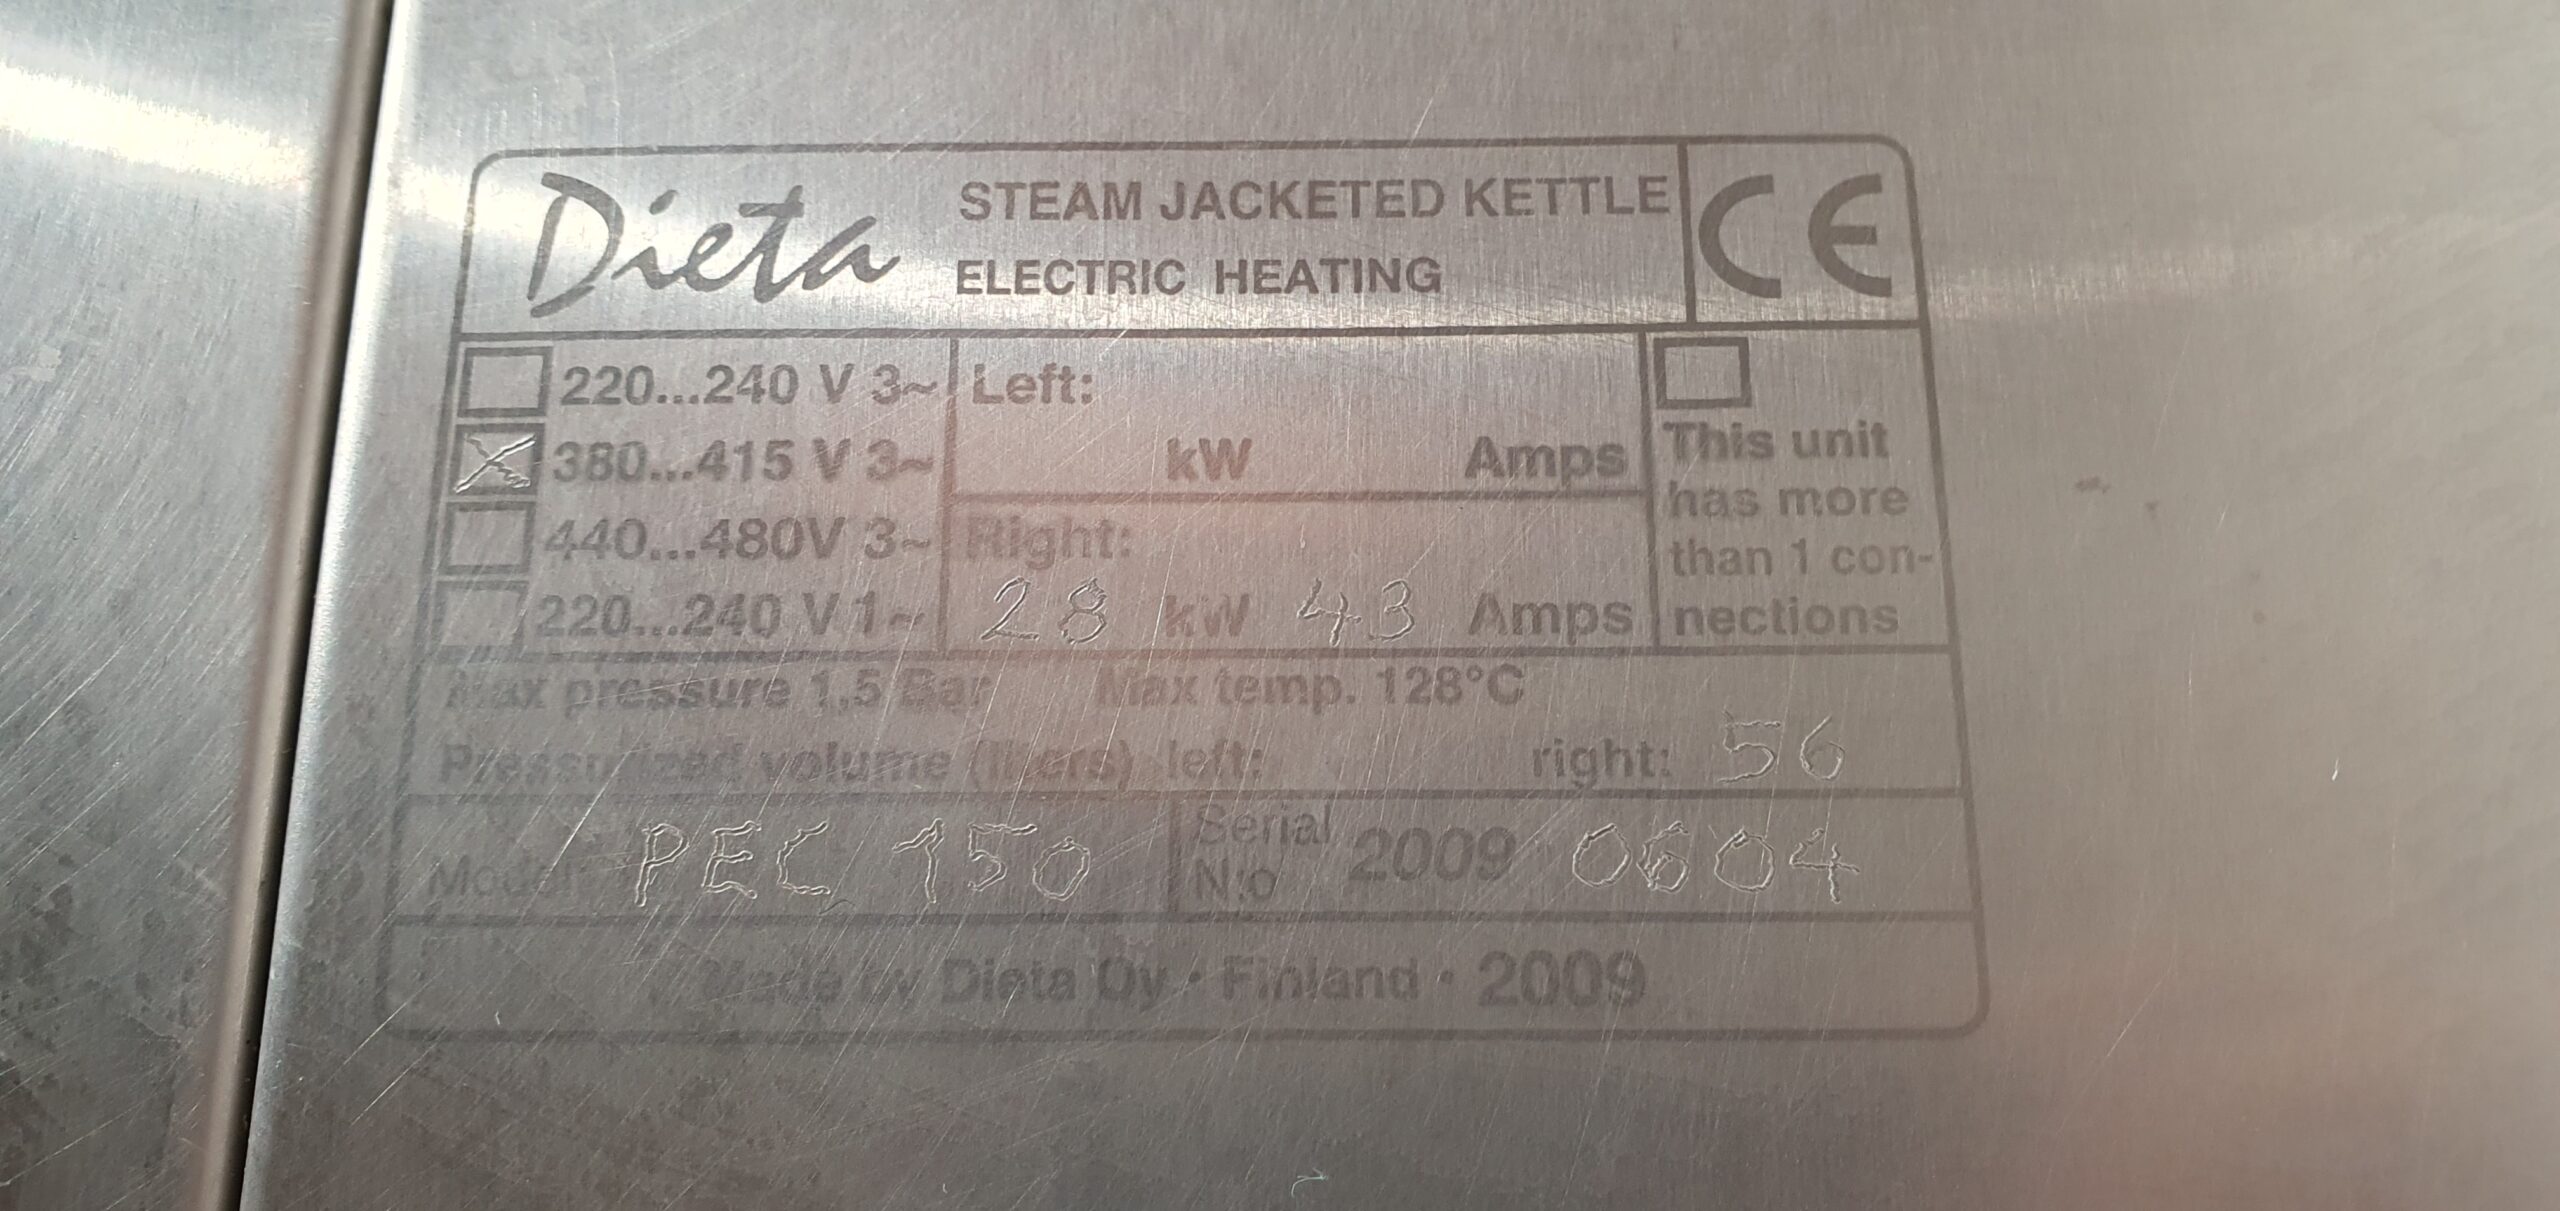 Dieta STEAM JACKETED KETTLE CE
ELECTRIC HEATING
220...240 V 3~ Left:
380...415 V 3~ kW Amps
440...480V 3~ Right:
220...240 V 1~ 28 kW 43 Amps
This unit
has more
than 1 con-
nections
Max pressure 1,5 Bar Max temp. 128°C
Pressurized volume (liters) left: right: 56
Model: PEC 150 Serial N:o 2009 0604
Made by Dieta Oy • Finland • 2009